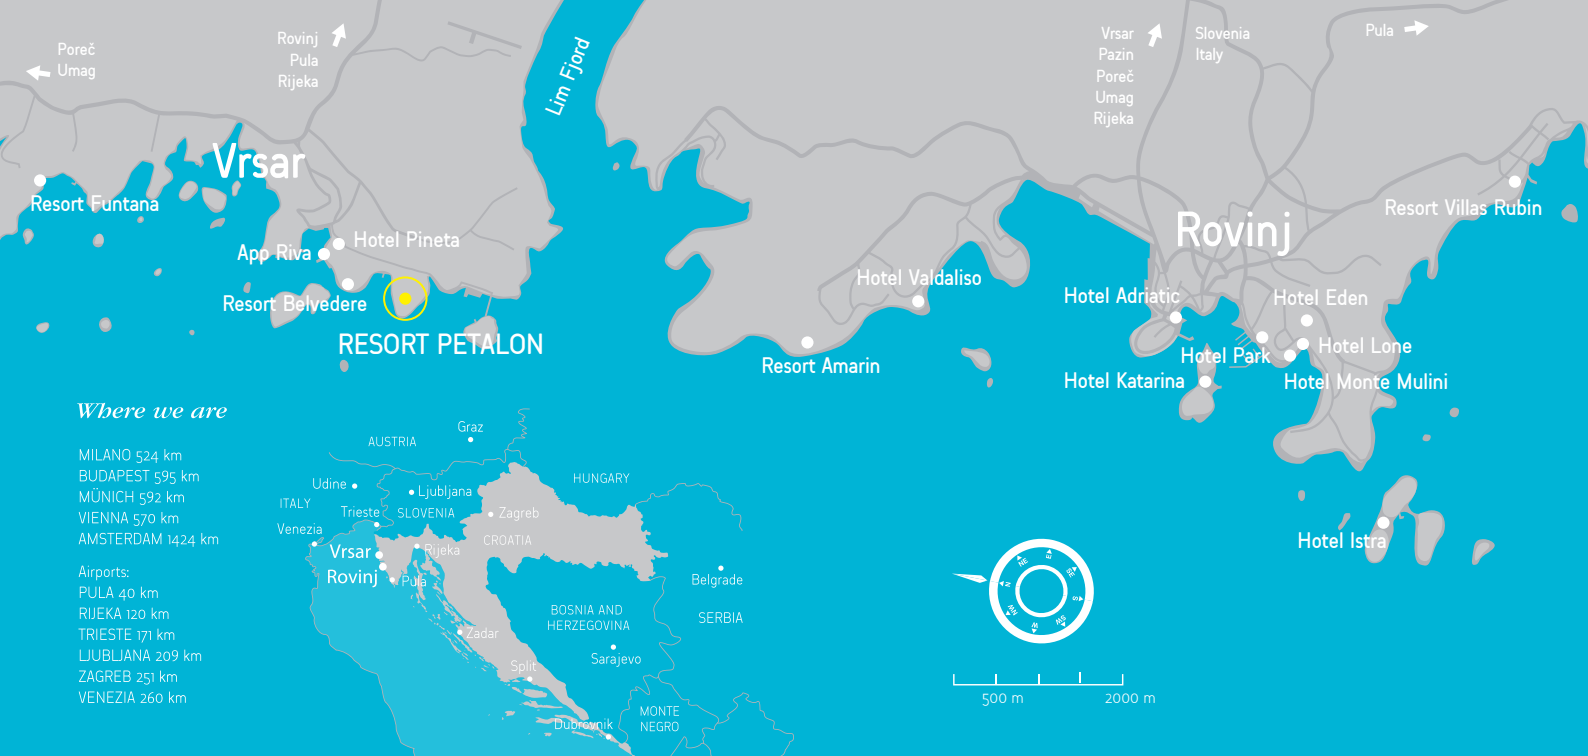 Poreč
Umag
Rovinj
Pula
Rijeka
Lim Fjord
Vrsar
Pazin
Poreč
Umag
Rijeka
Slovenia
Italy
Pula
Vrsar
Resort Funtana
App Riva
Hotel Pineta
Resort Belvedere
RESORT PETALON
Rovinj
Resort Villas Rubin
Hotel Valdaliso
Resort Amarin
Hotel Adriatic
Hotel Eden
Hotel Park
Hotel Lone
Hotel Katarina
Hotel Monte Mulini
Hotel Istra
Where we are
MILANO 524 km
BUDAPEST 595 km
MÜNICH 592 km
VIENNA 570 km
AMSTERDAM 1424 km
Airports:
PULA 40 km
RIJEKA 120 km
TRIESTE 171 km
LJUBLJANA 209 km
ZAGREB 251 km
VENEZIA 260 km
Graz
AUSTRIA
HUNGARY
Udine
Ljubljana
ITALY
Trieste
SLOVENIA
Zagreb
Venezia
CROATIA
Vrsar
Rijeka
Rovinj
Pula
Belgrade
BOSNIA AND
HERZEGOVINA
SERBIA
Zadar
Sarajevo
Split
MONTE
NEGRO
Dubrovnik
N
NE
E
SE
S
SW
W
NW
500 m
2000 m